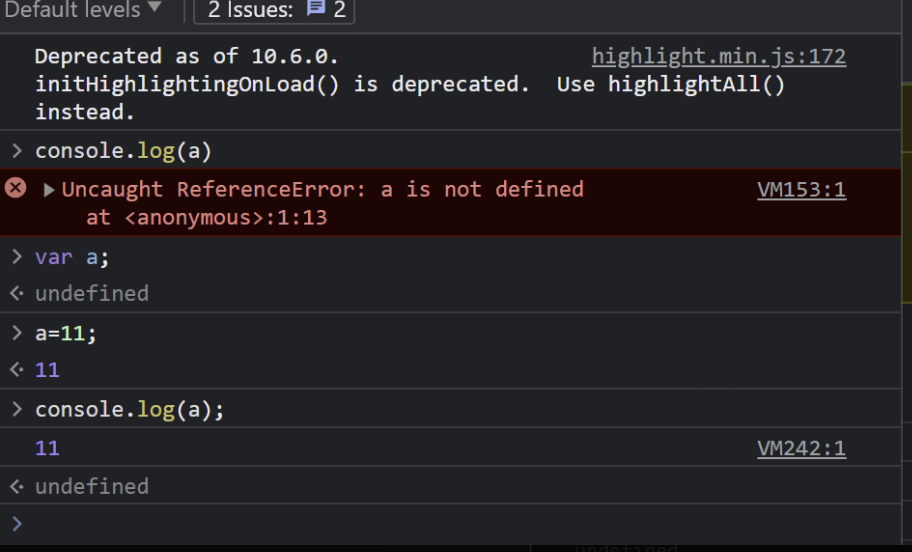 Default levels ▼ 2 Issues: 2
Deprecated as of 10.6.0. highlight.min.js:172
initHighlightingOnLoad() is deprecated.  Use highlightAll()
instead.
> console.log(a)
▶Uncaught ReferenceError: a is not defined VM153:1
at <anonymous>:1:13
> var a;
undefined
> a=11;
11
> console.log(a);
11 VM242:1
undefined
>
undefined